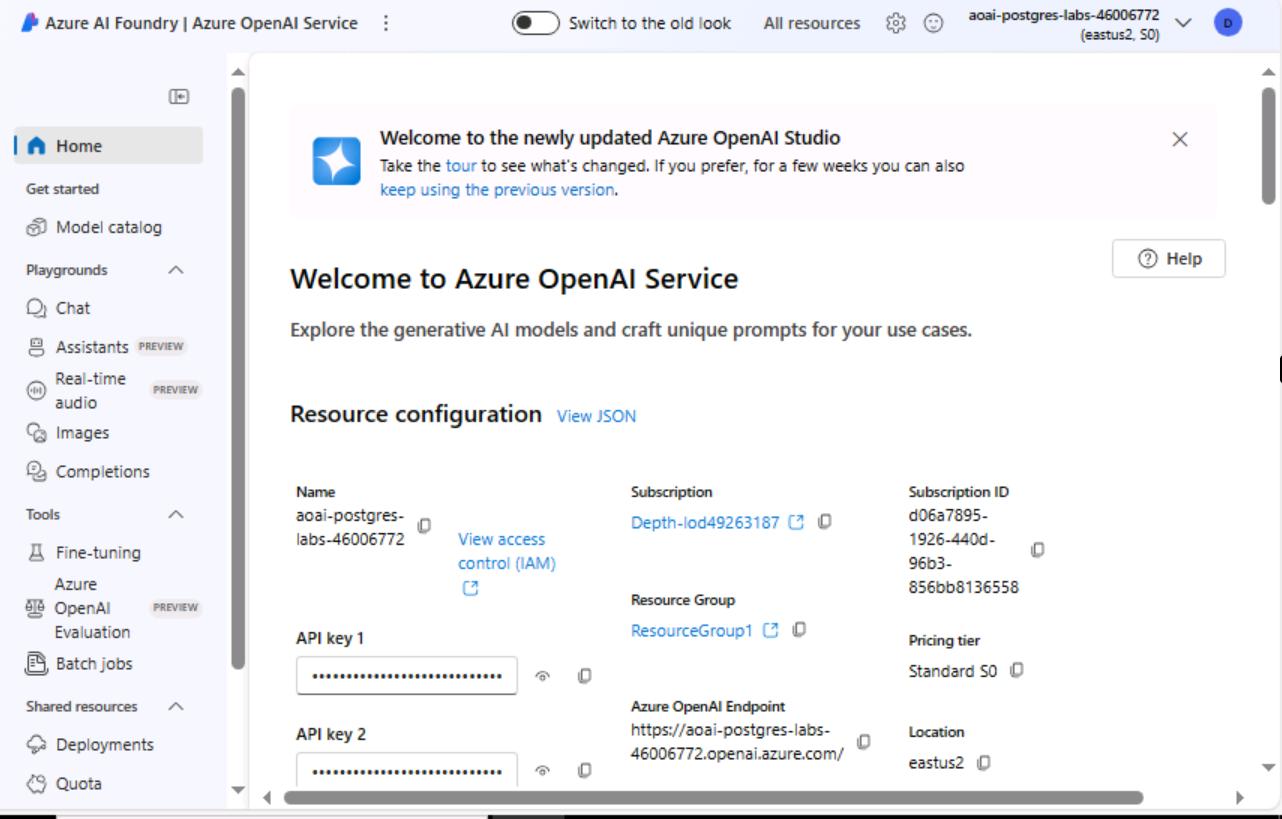 Azure AI Foundry | Azure OpenAI Service
Switch to the old look
All resources
aoai-postgres-labs-46006772
(eastus2, S0)
D
Home
Get started
Model catalog
Playgrounds
Chat
Assistants PREVIEW
Real-time
audio
PREVIEW
Images
Completions
Tools
Fine-tuning
Azure
OpenAI
Evaluation
PREVIEW
Batch jobs
Shared resources
Deployments
Quota
Welcome to the newly updated Azure OpenAI Studio
Take the tour to see what's changed. If you prefer, for a few weeks you can also
keep using the previous version.
Help
Welcome to Azure OpenAI Service
Explore the generative AI models and craft unique prompts for your use cases.
Resource configuration View JSON
Name
aoai-postgres-
labs-46006772
View access
control (IAM)
API key 1
••••••••••••••••••••••••••••
API key 2
••••••••••••••••••••••••••••
Subscription
Depth-lod49263187
Resource Group
ResourceGroup1
Azure OpenAI Endpoint
https://aoai-postgres-labs-
46006772.openai.azure.com/
Subscription ID
d06a7895-
1926-440d-
96b3-
856bb8136558
Pricing tier
Standard S0
Location
eastus2